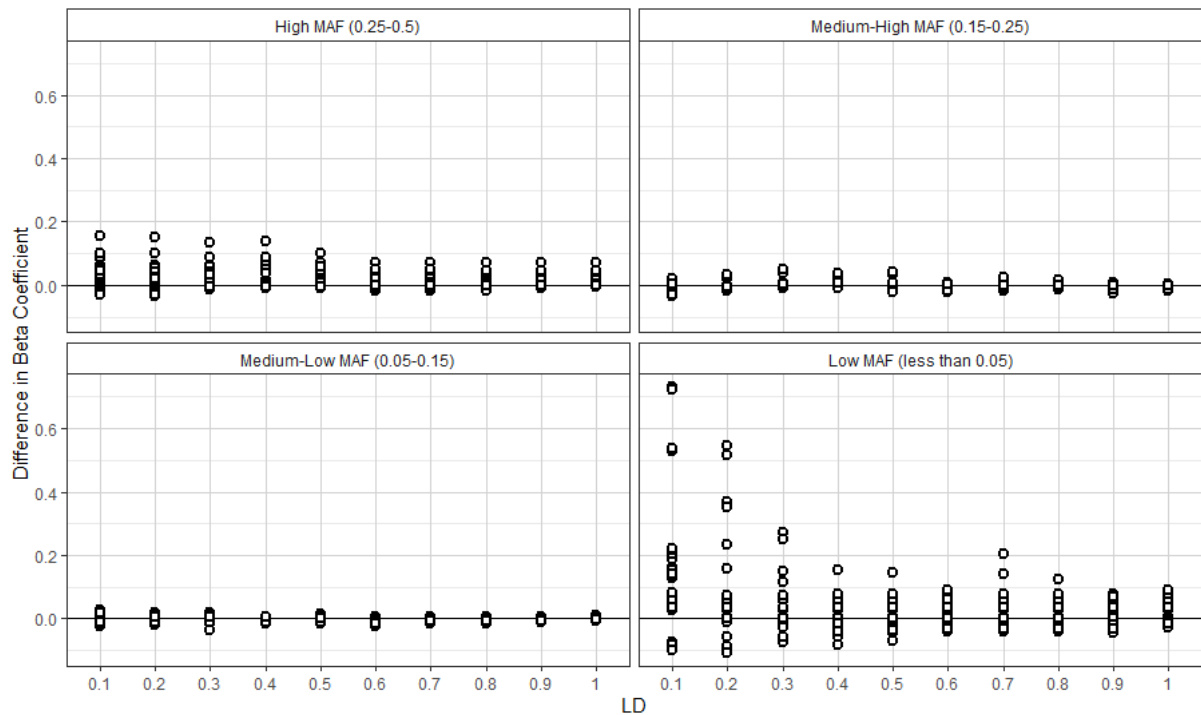 High MAF (0.25-0.5)
Medium-High MAF (0.15-0.25)
0.6
0.4
0.2
0.0
Medium-Low MAF (0.05-0.15)
Low MAF (less than 0.05)
0.6
0.4
0.2
0.0
Difference in Beta Coefficient
0.1 0.2 0.3 0.4 0.5 0.6 0.7 0.8 0.9 1
0.1 0.2 0.3 0.4 0.5 0.6 0.7 0.8 0.9 1
LD